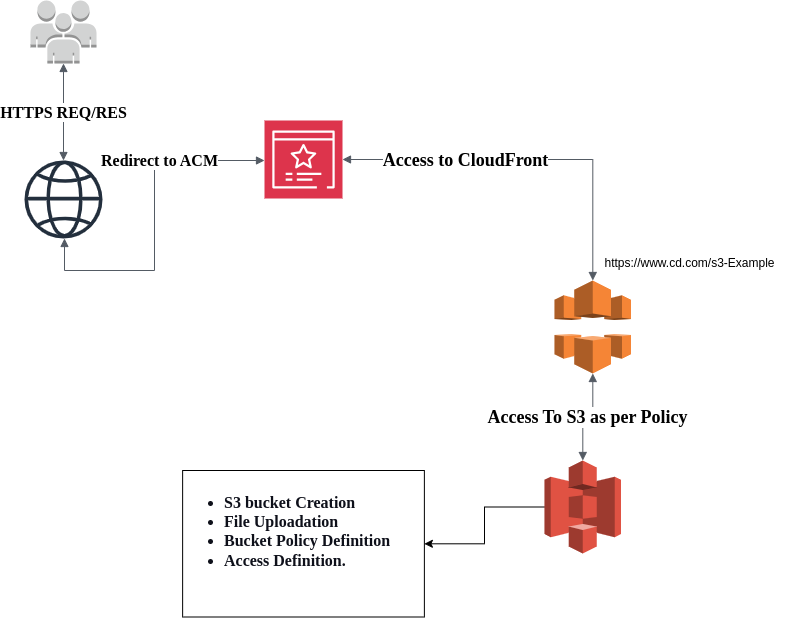 HTTPS REQ/RES
Redirect to ACM
Access to CloudFront
https://www.cd.com/s3-Example
Access To S3 as per Policy
S3 bucket Creation
File Uploadation
Bucket Policy Definition
Access Definition.